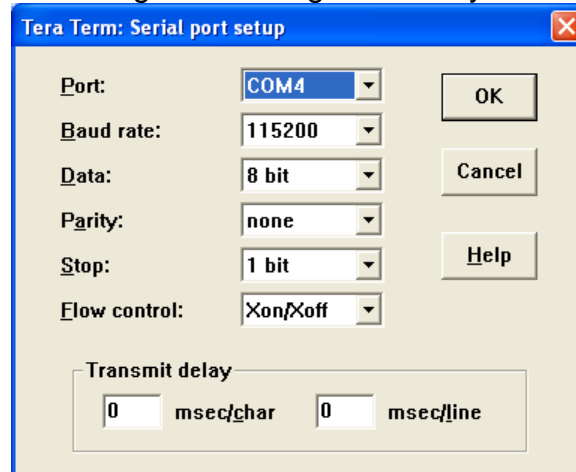 Tera Term: Serial port setup
Port: COM4 OK
Baud rate: 115200
Data: 8 bit Cancel
Parity: none
Stop: 1 bit Help
Flow control: Xon/Xoff
Transmit delay
0 msec/char 0 msec/line